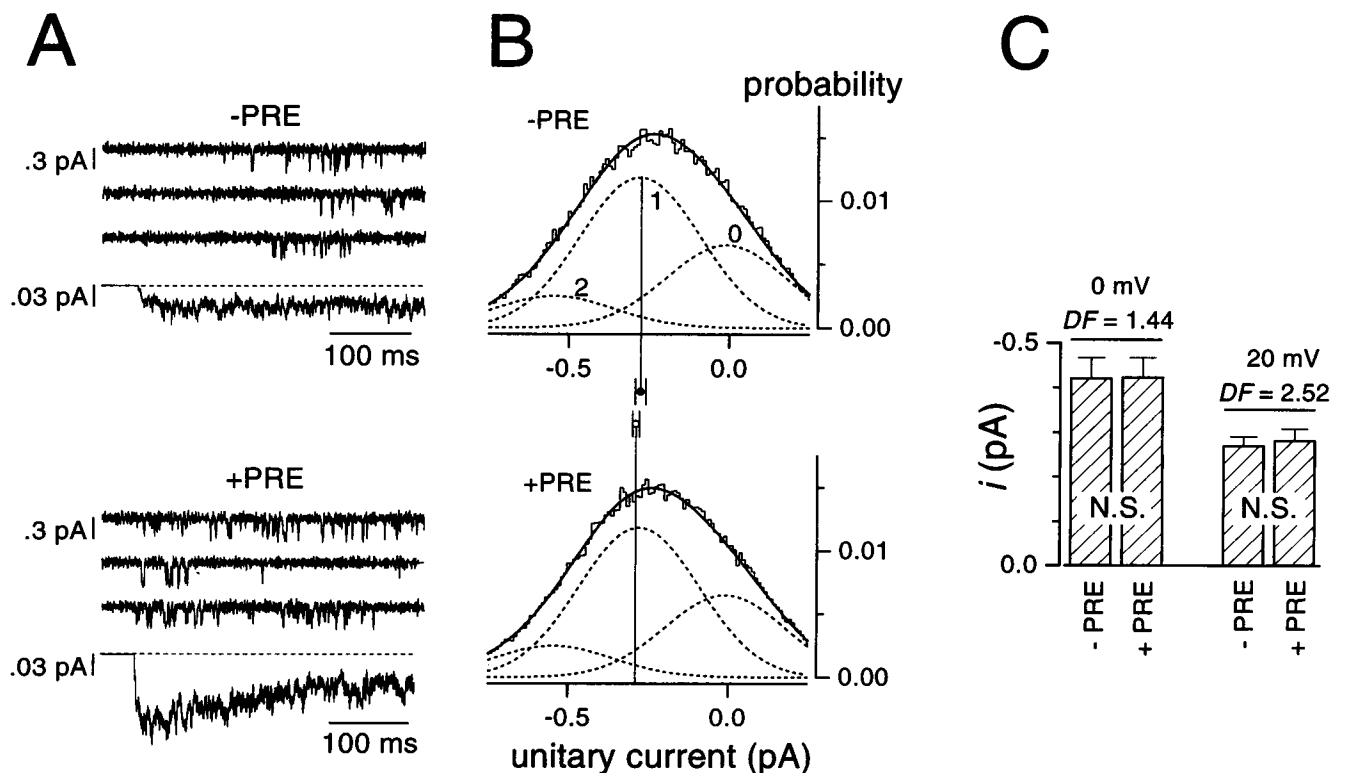 A
-PRE
.3 pA
.03 pA
100 ms
+PRE
.3 pA
.03 pA
100 ms
B
probability
-PRE
1
0
2
0.01
0.00
-0.5 0.0
+PRE
0.01
0.00
-0.5 0.0
unitary current (pA)
C
0 mV
DF = 1.44
20 mV
DF = 2.52
-0.5
i (pA)
N.S. N.S.
0.0
- PRE
+ PRE
- PRE
+ PRE